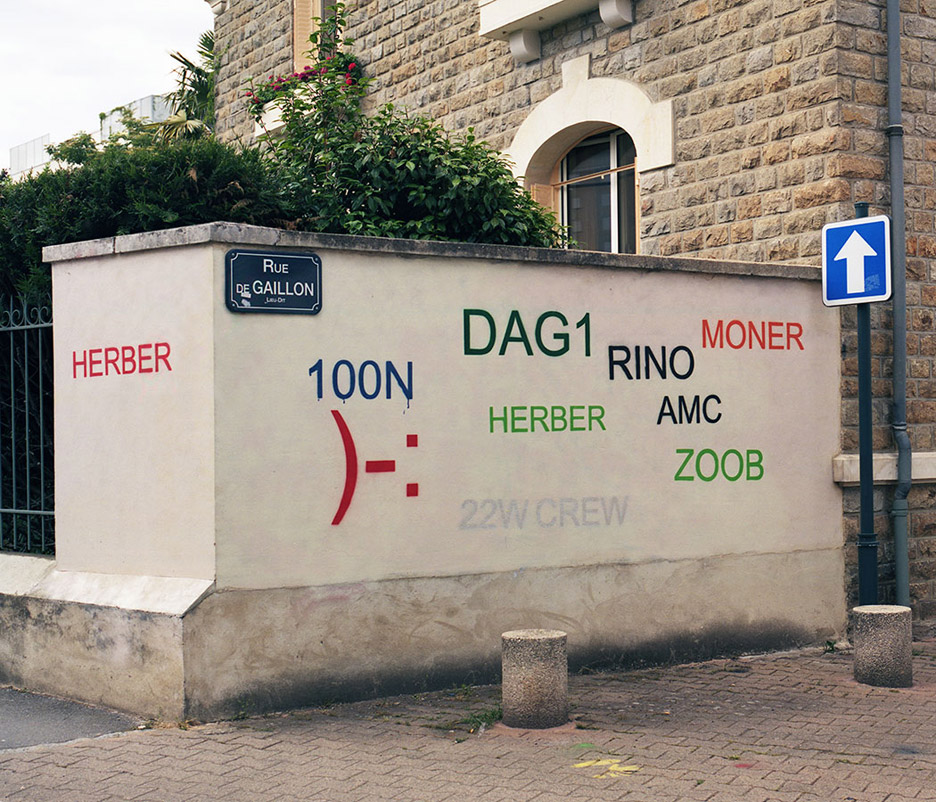 RUE
DE GAILLON
LIEU-DIT
HERBER
100N
)-:
DAG1
RINO
MONER
HERBER
AMC
ZOOB
22W CREW